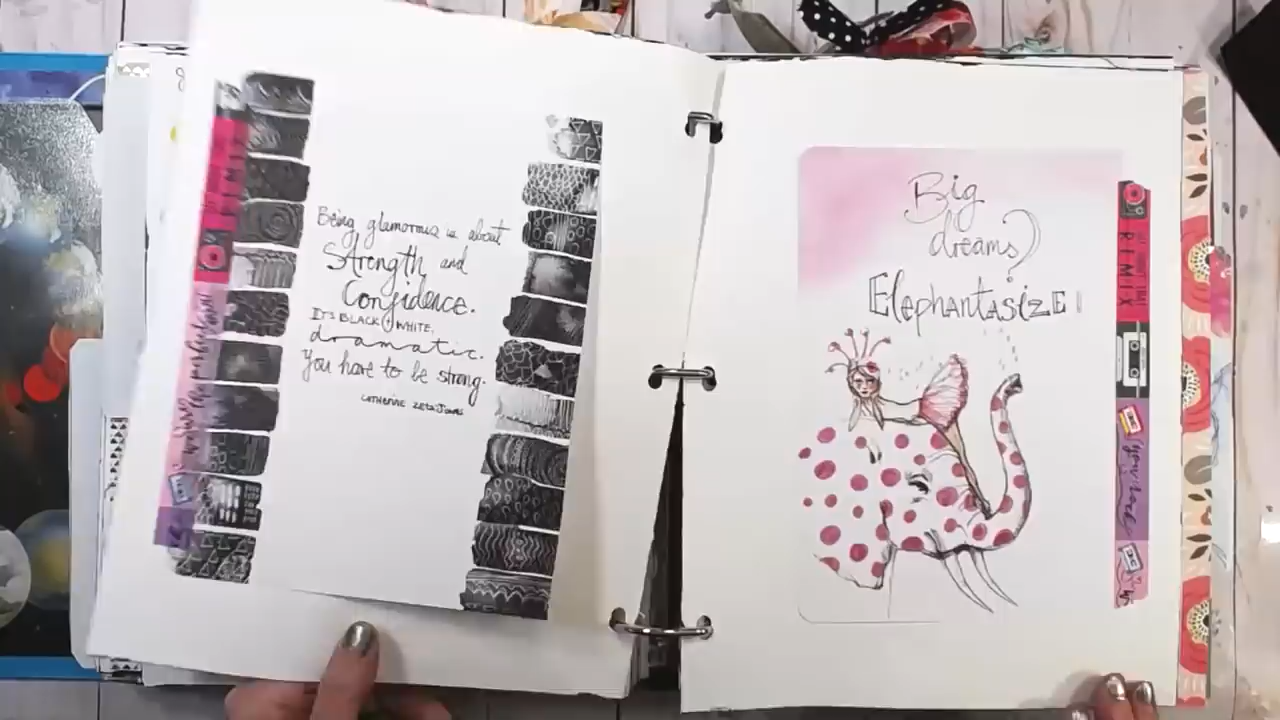 Being glamorous is about
Strength and
Confidence.
It's BLACK + WHITE,
dramatic.
You have to be strong.
CATHERINE ZETA JONES
Big
dreams?
Elephantasize!
REMIX
REMIX